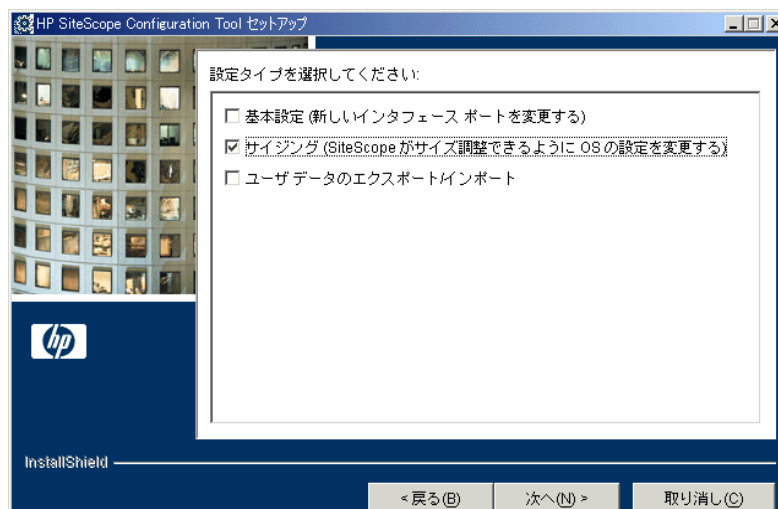 HP SiteScope Configuration Tool セットアップ
設定タイプを選択してください:
基本設定 (新しいインタフェース ポートを変更する)
サイジング (SiteScope がサイズ調整できるように OS の設定を変更する)
ユーザ データのエクスポート/インポート
hp
InstallShield
< 戻る(B)
次へ(N) >
取り消し(C)